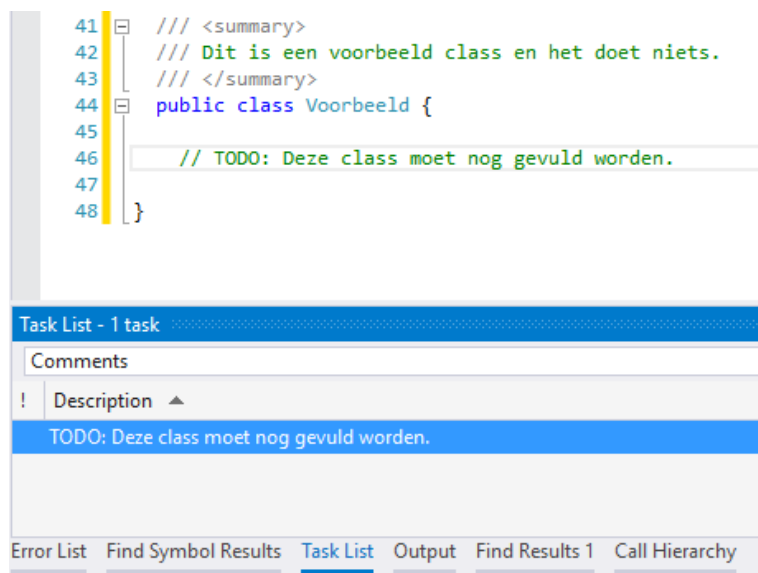 41 /// <summary>
42 /// Dit is een voorbeeld class en het doet niets.
43 /// </summary>
44 public class Voorbeeld {
45
46 // TODO: Deze class moet nog gevuld worden.
47
48 }
Task List - 1 task
Comments
! Description
TODO: Deze class moet nog gevuld worden.
Error List Find Symbol Results Task List Output Find Results 1 Call Hierarchy